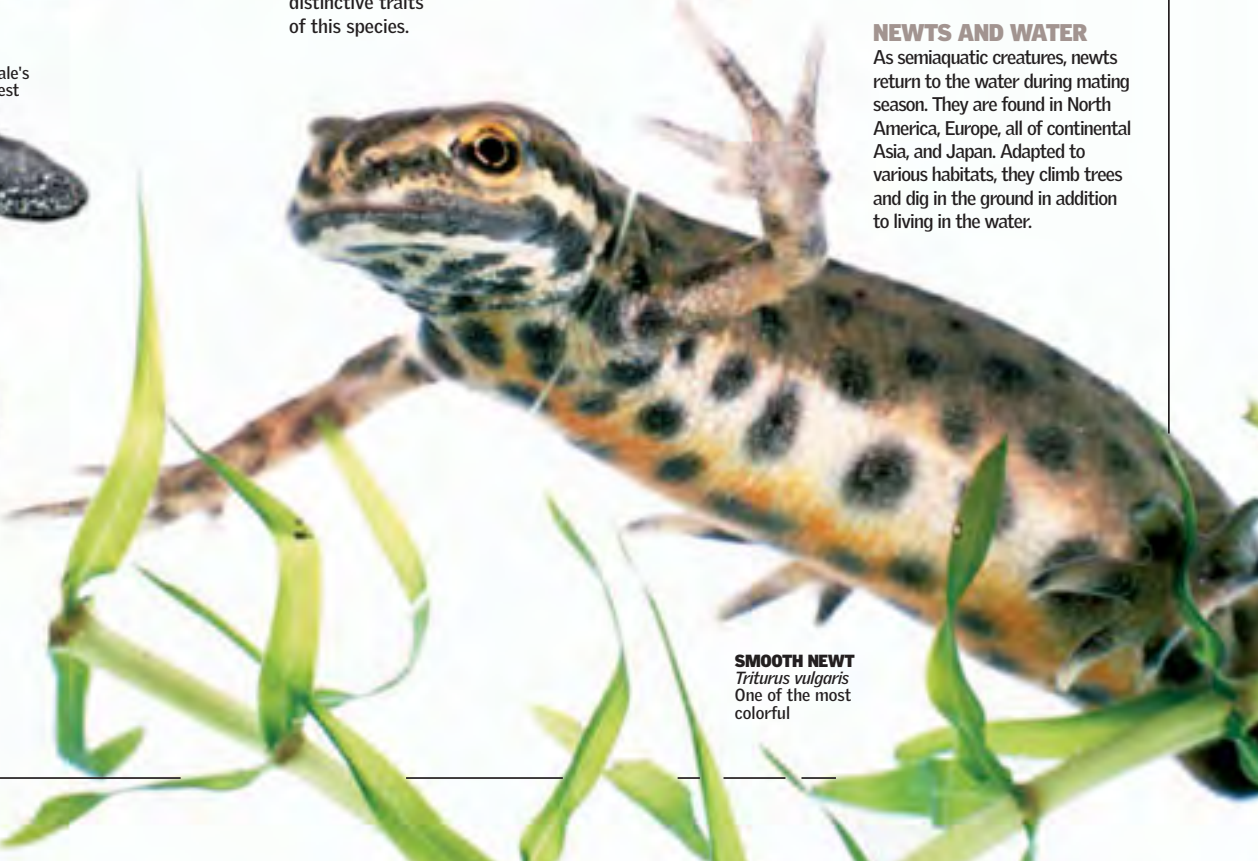 distinctive traits
of this species.
ale's
est
NEWTS AND WATER
As semiaquatic creatures, newts
return to the water during mating
season. They are found in North
America, Europe, all of continental
Asia, and Japan. Adapted to
various habitats, they climb trees
and dig in the ground in addition
to living in the water.
SMOOTH NEWT
Triturus vulgaris
One of the most
colorful